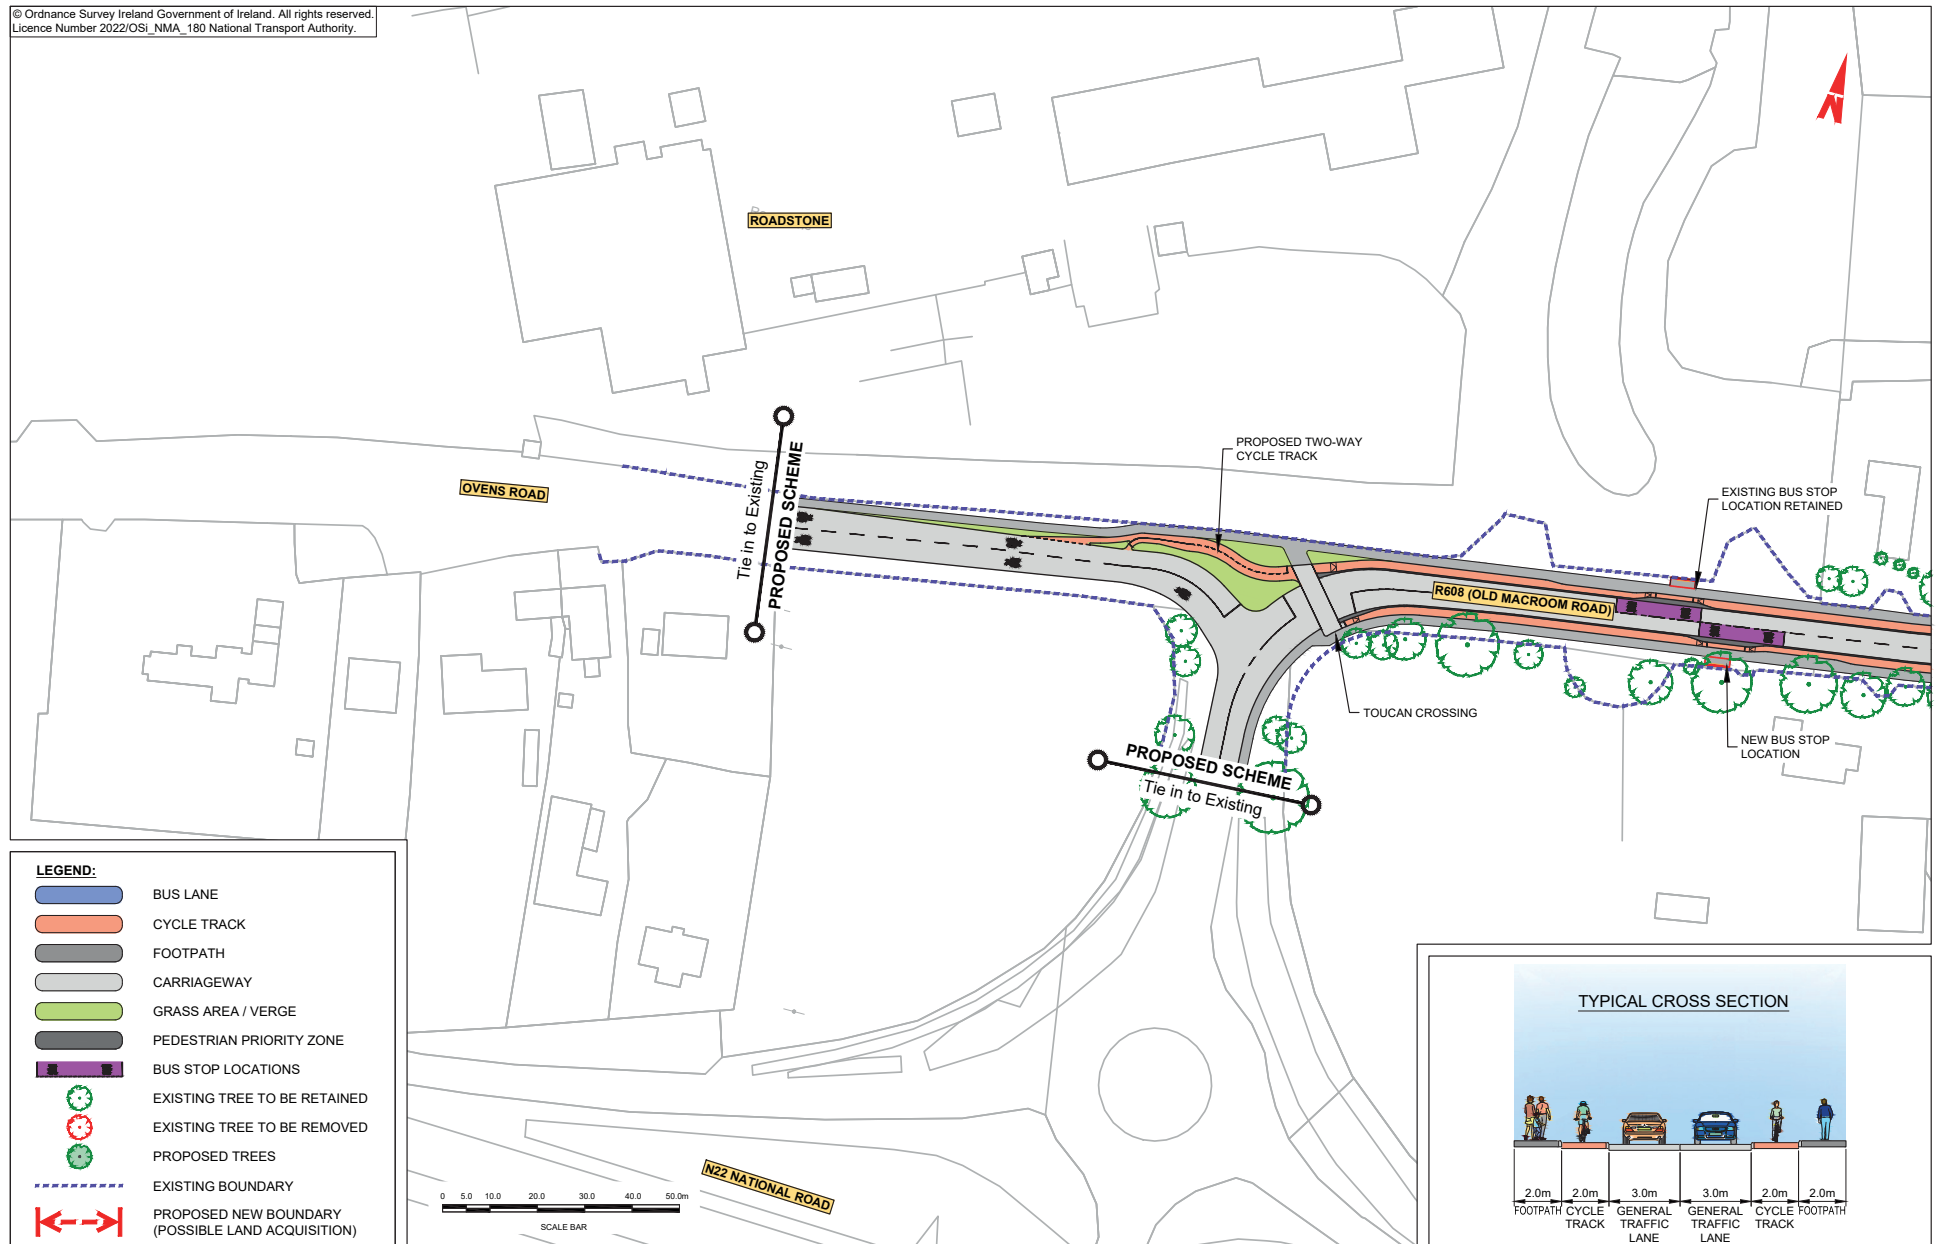 © Ordnance Survey Ireland Government of Ireland. All rights reserved.
Licence Number 2022/OSi_NMA_180 National Transport Authority.
N
ROADSTONE
OVENS ROAD
Tie in to Existing
PROPOSED SCHEME
PROPOSED TWO-WAY
CYCLE TRACK
EXISTING BUS STOP
LOCATION RETAINED
R608 (OLD MACROOM ROAD)
TOUCAN CROSSING
NEW BUS STOP
LOCATION
PROPOSED SCHEME
Tie in to Existing
N22 NATIONAL ROAD
LEGEND:
BUS LANE
CYCLE TRACK
FOOTPATH
CARRIAGEWAY
GRASS AREA / VERGE
PEDESTRIAN PRIORITY ZONE
BUS STOP LOCATIONS
EXISTING TREE TO BE RETAINED
EXISTING TREE TO BE REMOVED
PROPOSED TREES
EXISTING BOUNDARY
PROPOSED NEW BOUNDARY
(POSSIBLE LAND ACQUISITION)
0 5.0 10.0 20.0 30.0 40.0 50.0m
SCALE BAR
TYPICAL CROSS SECTION
2.0m 2.0m 3.0m 3.0m 2.0m 2.0m
FOOTPATH CYCLE GENERAL GENERAL CYCLE FOOTPATH
TRACK TRAFFIC TRAFFIC TRACK
LANE LANE